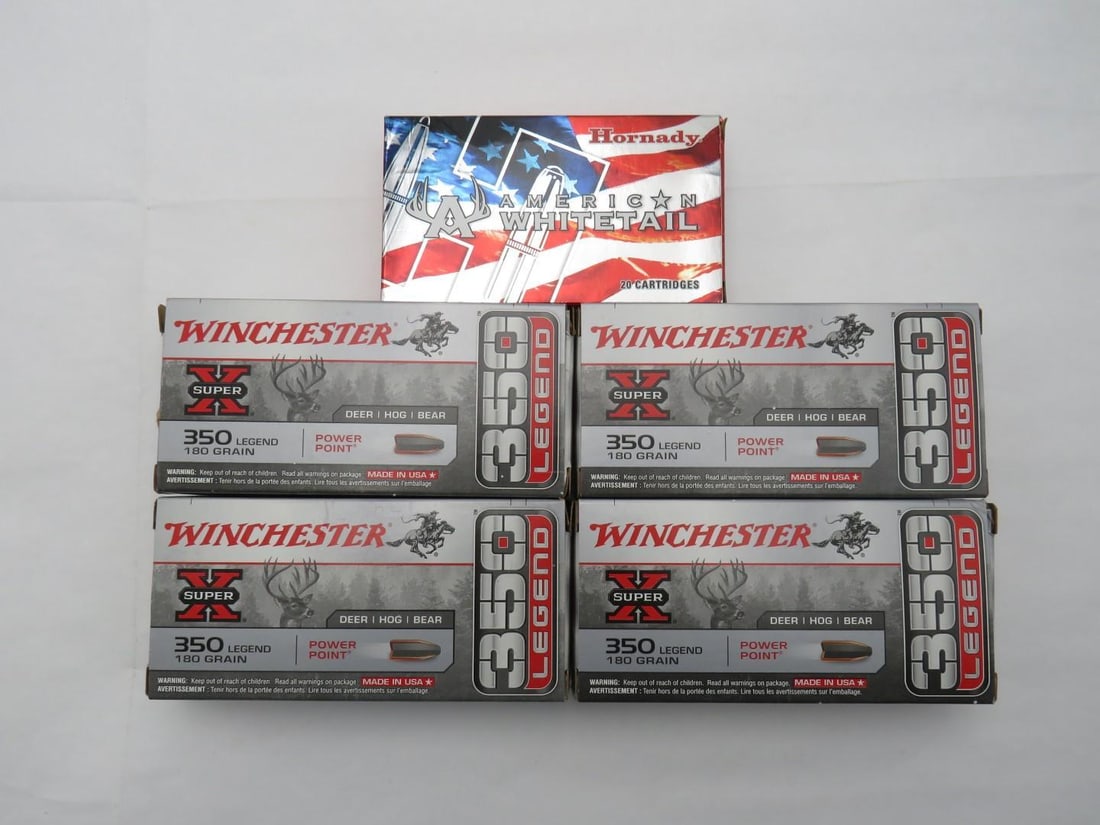 Hornady
AMERICAN
WHITETAIL
20 CARTRIDGES
WINCHESTER
SUPER X
DEER | HOG | BEAR
350 LEGEND
180 GRAIN
POWER
POINT®
WARNING: Keep out of reach of children. Read all warnings on package. MADE IN USA
AVERTISSEMENT : Tenir hors de la portée des enfants. Lire tous les avertissements sur l'emballage.
350
LEGEND
WINCHESTER
SUPER X
DEER | HOG | BEAR
350 LEGEND
180 GRAIN
POWER
POINT®
WARNING: Keep out of reach of children. Read all warnings on package. MADE IN USA
AVERTISSEMENT : Tenir hors de la portée des enfants. Lire tous les avertissements sur l'emballage.
350
LEGEND
WINCHESTER
SUPER X
DEER | HOG | BEAR
350 LEGEND
180 GRAIN
POWER
POINT®
WARNING: Keep out of reach of children. Read all warnings on package. MADE IN USA
AVERTISSEMENT : Tenir hors de la portée des enfants. Lire tous les avertissements sur l'emballage.
350
LEGEND
WINCHESTER
SUPER X
DEER | HOG | BEAR
350 LEGEND
180 GRAIN
POWER
POINT®
WARNING: Keep out of reach of children. Read all warnings on package. MADE IN USA
AVERTISSEMENT : Tenir hors de la portée des enfants. Lire tous les avertissements sur l'emballage.
350
LEGEND